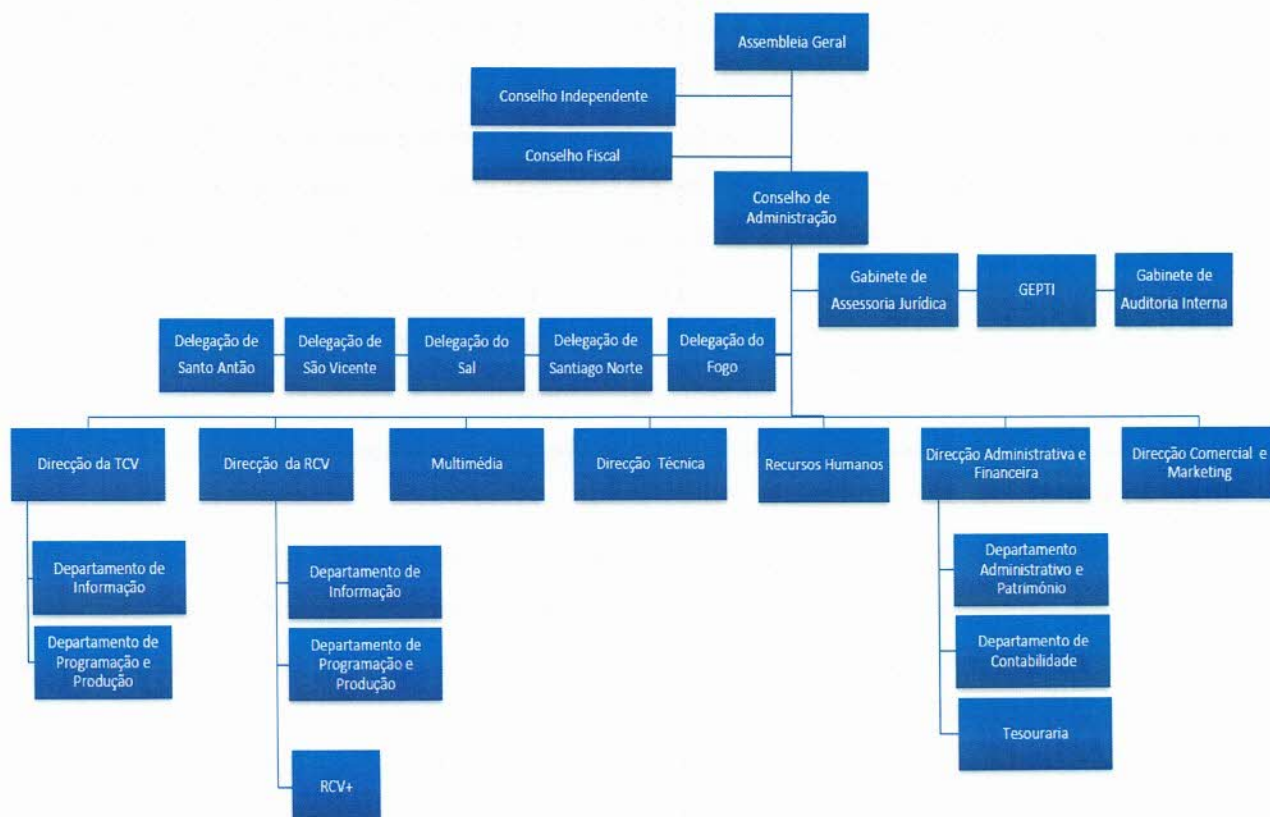 Assembleia Geral
Conselho Independente
Conselho Fiscal
Conselho de
Administração
Gabinete de
Assessoria Jurídica
GEPTI
Gabinete de
Auditoria Interna
Delegação de
Santo Antão
Delegação de
São Vicente
Delegação do
Sal
Delegação de
Santiago Norte
Delegação do
Fogo
Direcção da TCV
Direcção da RCV
Multimédia
Direcção Técnica
Recursos Humanos
Direcção Administrativa e
Financeira
Direcção Comercial e
Marketing
Departamento de
Informação
Departamento de
Programação e
Produção
Departamento de
Informação
Departamento de
Programação e
Produção
RCV+
Departamento
Administrativo e
Património
Departamento de
Contabilidade
Tesouraria